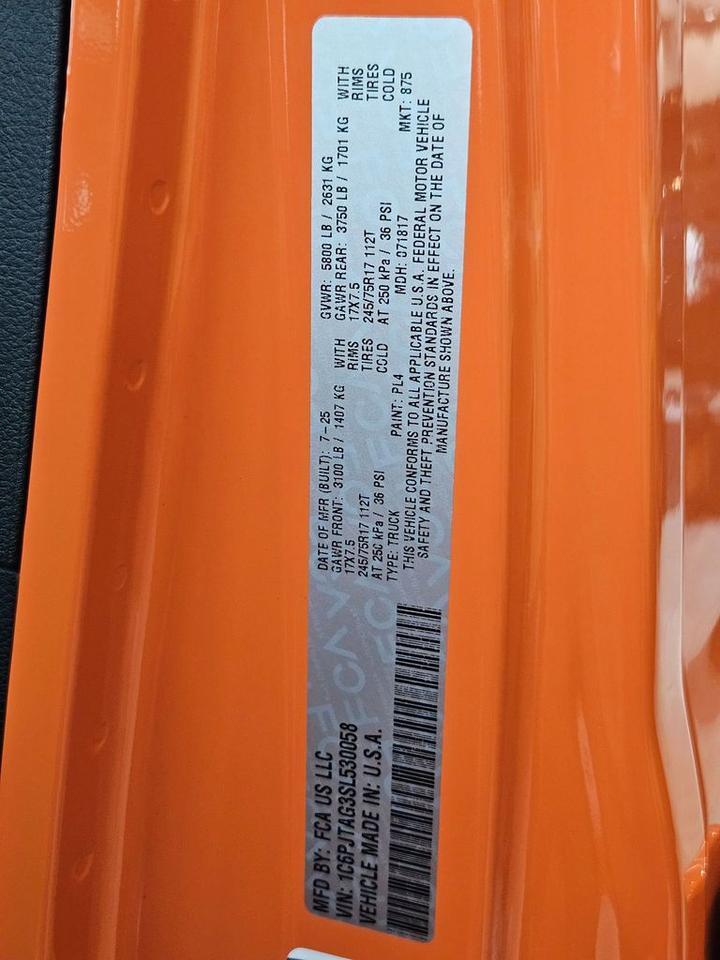 MFD BY: FCA US LLC
VIN: 1C6PJTAG3SL530058
VEHICLE MADE IN: U.S.A.
DATE OF MFR (BUILT): 7-25 GVWR: 5800 LB / 2631 KG
GAWR FRONT: 3100 LB / 1407 KG WITH GAWR REAR: 3750 LB / 1701 KG WITH
17X7.5 RIMS 17X7.5 RIMS
245/75R17 112T TIRES 245/75R17 112T TIRES
AT 250 kPa / 36 PSI COLD AT 250 kPa / 36 PSI COLD
TYPE: TRUCK PAINT: PL4 MDH: 071817 MKT: 875
THIS VEHICLE CONFORMS TO ALL APPLICABLE U.S.A. FEDERAL MOTOR VEHICLE
SAFETY AND THEFT PREVENTION STANDARDS IN EFFECT ON THE DATE OF
MANUFACTURE SHOWN ABOVE.